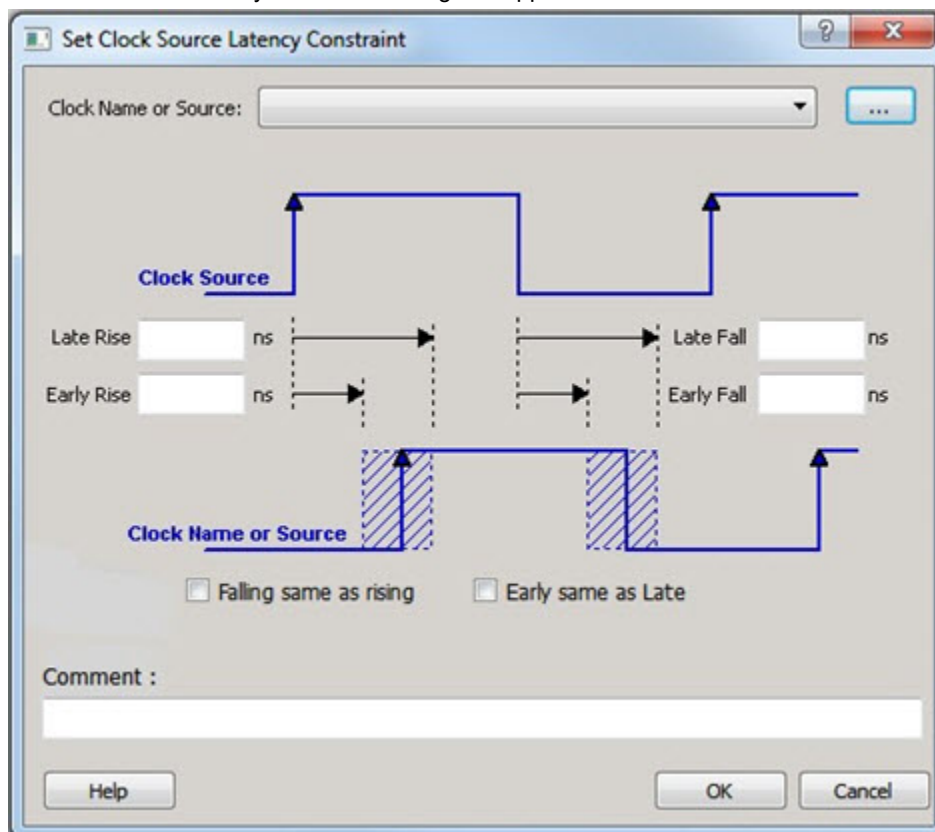 Set Clock Source Latency Constraint
Clock Name or Source:
...
Clock Source
Late Rise ns Late Fall ns
Early Rise ns Early Fall ns
Clock Name or Source
Falling same as rising Early same as Late
Comment :
Help OK Cancel